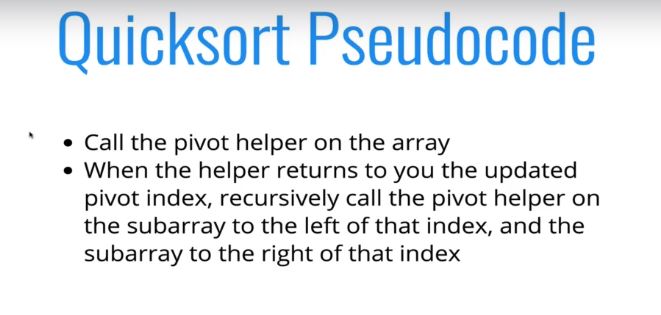 Quicksort Pseudocode
• Call the pivot helper on the array
• When the helper returns to you the updated
pivot index, recursively call the pivot helper on
the subarray to the left of that index, and the
subarray to the right of that index